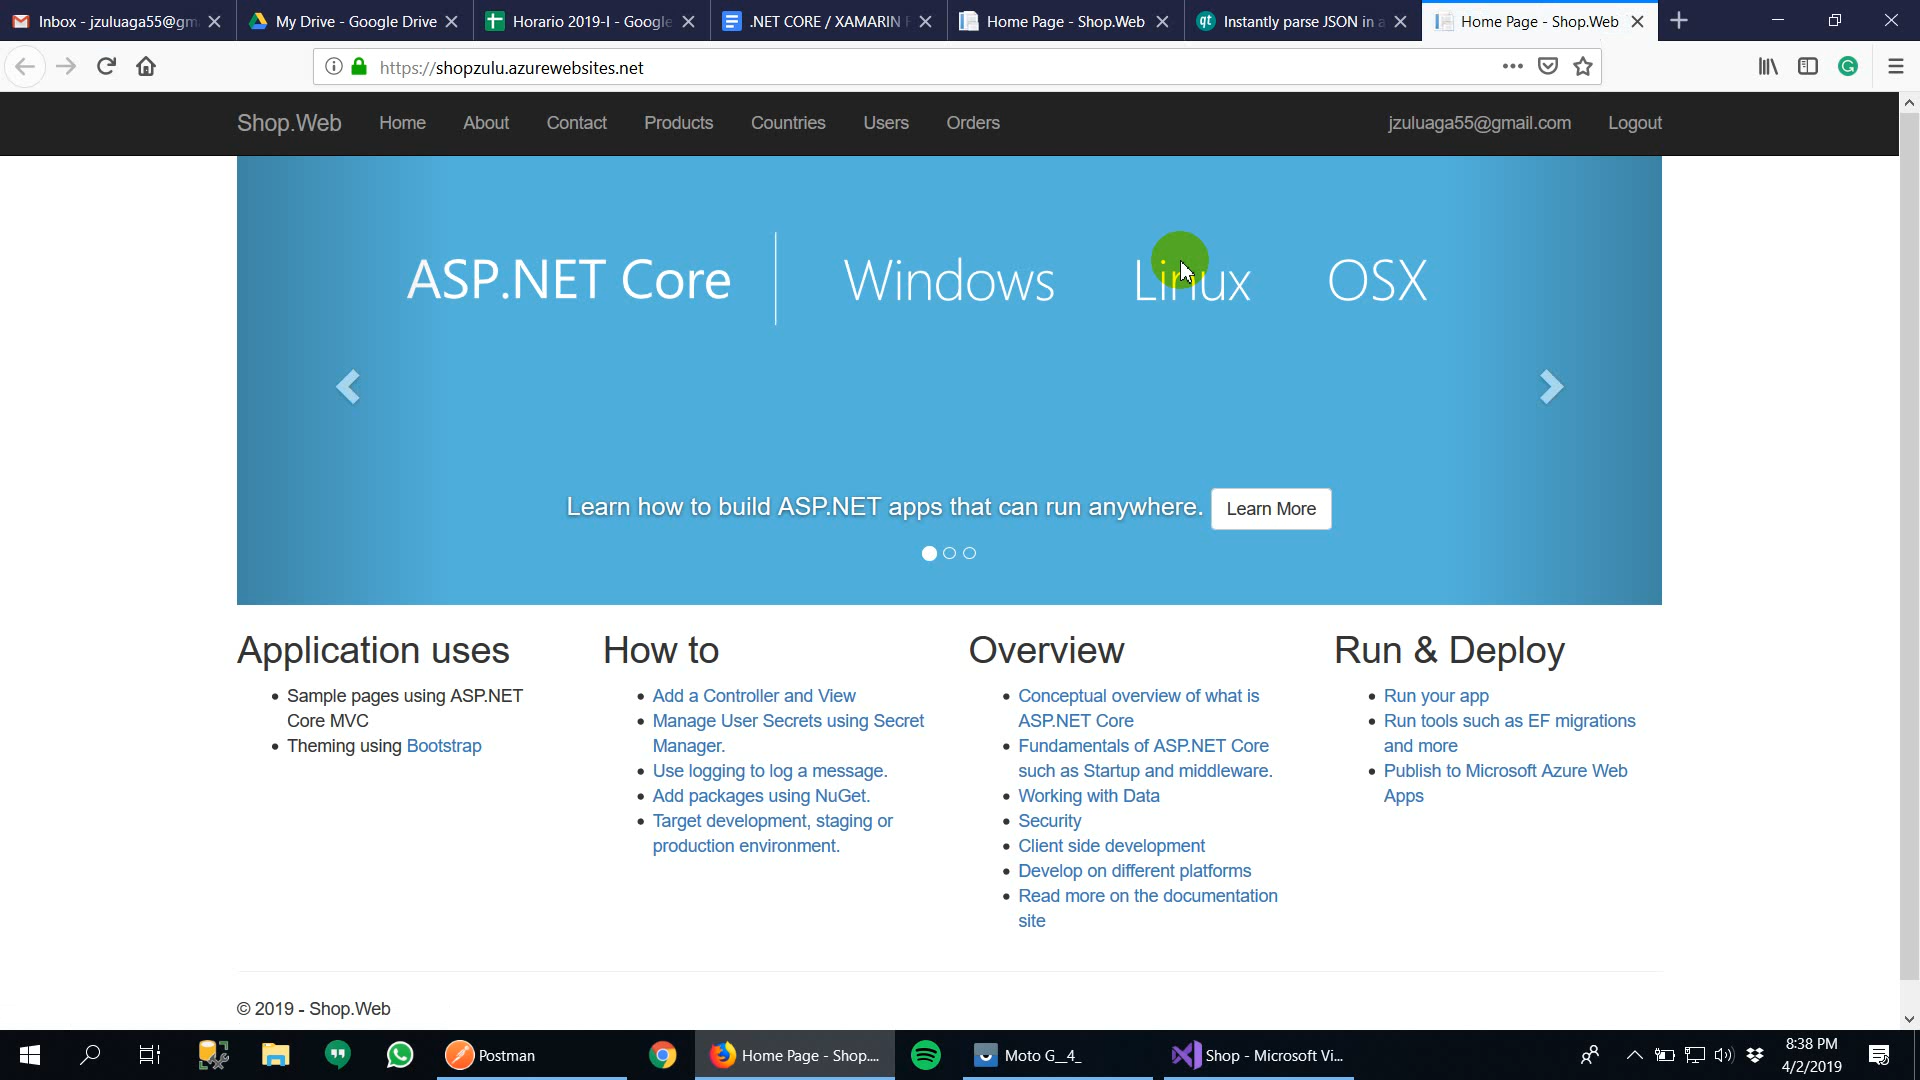 Inbox - jzuluaga55@gm
My Drive - Google Drive
Horario 2019-I - Google
.NET CORE / XAMARIN F
Home Page - Shop.Web
Instantly parse JSON in a
Home Page - Shop.Web
https://shopzulu.azurewebsites.net
Shop.Web Home About Contact Products Countries Users Orders jzuluaga55@gmail.com Logout
ASP.NET Core Windows Linux OSX
Learn how to build ASP.NET apps that can run anywhere. Learn More
Application uses
Sample pages using ASP.NET
Core MVC
Theming using Bootstrap
How to
Add a Controller and View
Manage User Secrets using Secret
Manager.
Use logging to log a message.
Add packages using NuGet.
Target development, staging or
production environment.
Overview
Conceptual overview of what is
ASP.NET Core
Fundamentals of ASP.NET Core
such as Startup and middleware.
Working with Data
Security
Client side development
Develop on different platforms
Read more on the documentation
site
Run & Deploy
Run your app
Run tools such as EF migrations
and more
Publish to Microsoft Azure Web
Apps
© 2019 - Shop.Web
Postman
Home Page - Shop....
Moto G__4_
Shop - Microsoft Vi...
8:38 PM
4/2/2019